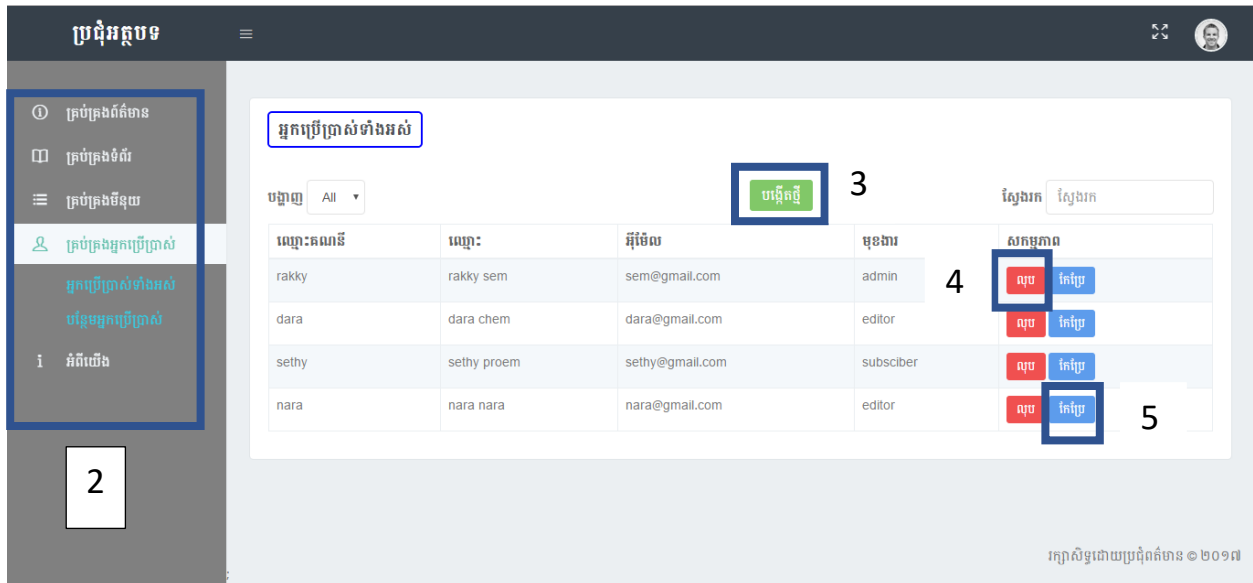 ប្រជុំអត្ថបទ
គ្រប់គ្រងព័ត៌មាន
គ្រប់គ្រងទំព័រ
គ្រប់គ្រងមីនុយ
គ្រប់គ្រងអ្នកប្រើប្រាស់
អ្នកប្រើប្រាស់ទាំងអស់
បន្ថែមអ្នកប្រើប្រាស់
អំពីយើង
2
អ្នកប្រើប្រាស់ទាំងអស់
បង្ហាញ All បង្កើតថ្មី 3 ស្វែងរក ស្វែងរក
ឈ្មោះគណនី ឈ្មោះ អ៊ីម៉ែល មុខងារ សកម្មភាព
rakky rakky sem sem@gmail.com admin 4 លុប កែប្រែ
dara dara chem dara@gmail.com editor លុប កែប្រែ
sethy sethy proem sethy@gmail.com subsciber លុប កែប្រែ
nara nara nara nara@gmail.com editor លុប កែប្រែ 5
រក្សាសិទ្ធដោយប្រជុំពត៌មាន © ២០១៧